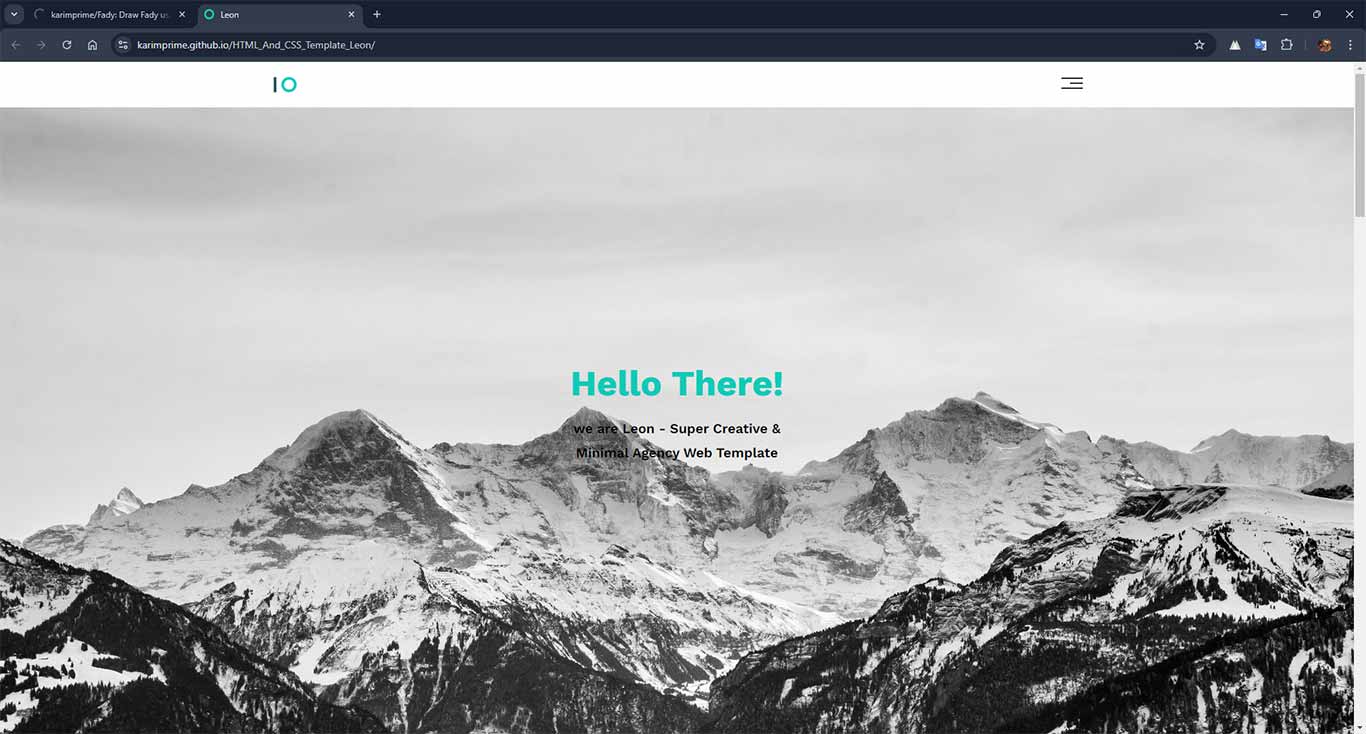 karimprime/Fady: Draw Fady us
Leon
karimprime.github.io/HTML_And_CSS_Template_Leon/
IO
Hello There!
we are Leon - Super Creative &
Minimal Agency Web Template